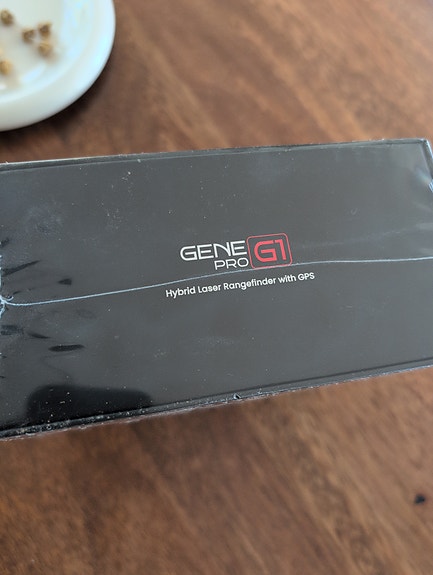 GENE G1
PRO
Hybrid Laser Rangefinder with GPS